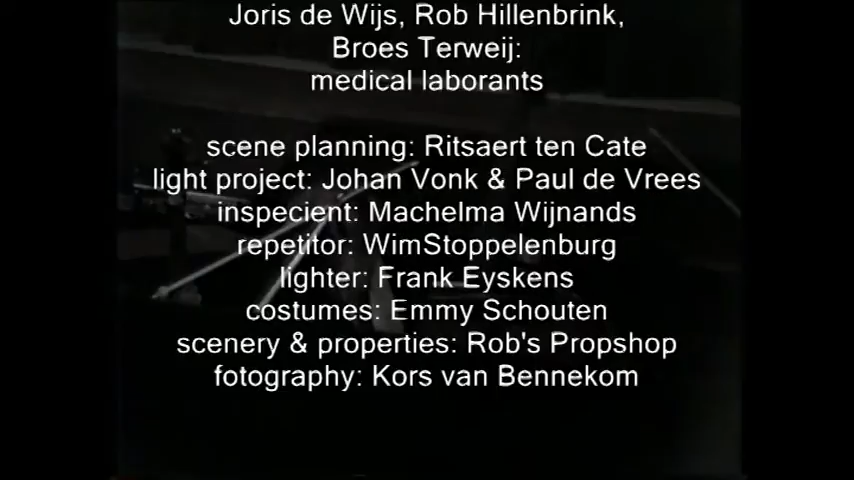 Joris de Wijs, Rob Hillenbrink,
Broes Terweij:
medical laborants
scene planning: Ritsaert ten Cate
light project: Johan Vonk & Paul de Vrees
inspecient: Machelma Wijnands
repetitor: WimStoppelenburg
lighter: Frank Eyskens
costumes: Emmy Schouten
scenery & properties: Rob's Propshop
fotography: Kors van Bennekom